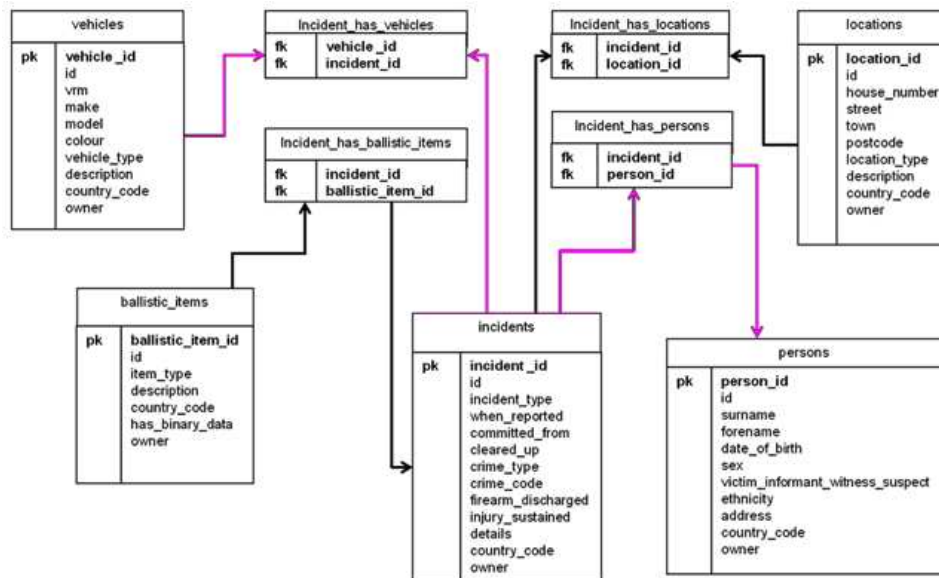 vehicles
pk vehicle_id
id
vrm
make
model
colour
vehicle_type
description
country_code
owner
Incident_has_vehicles
fk vehicle_id
fk incident_id
Incident_has_locations
fk incident_id
fk location_id
locations
pk location_id
id
house_number
street
town
postcode
location_type
description
country_code
owner
Incident_has_ballistic_items
fk incident_id
fk ballistic_item_id
Incident_has_persons
fk incident_id
fk person_id
ballistic_items
pk ballistic_item_id
id
item_type
description
country_code
has_binary_data
owner
incidents
pk incident_id
id
incident_type
when_reported
committed_from
cleared_up
crime_type
crime_code
firearm_discharged
injury_sustained
details
country_code
owner
persons
pk person_id
id
surname
forename
date_of_birth
sex
victim_informant_witness_suspect
ethnicity
address
country_code
owner